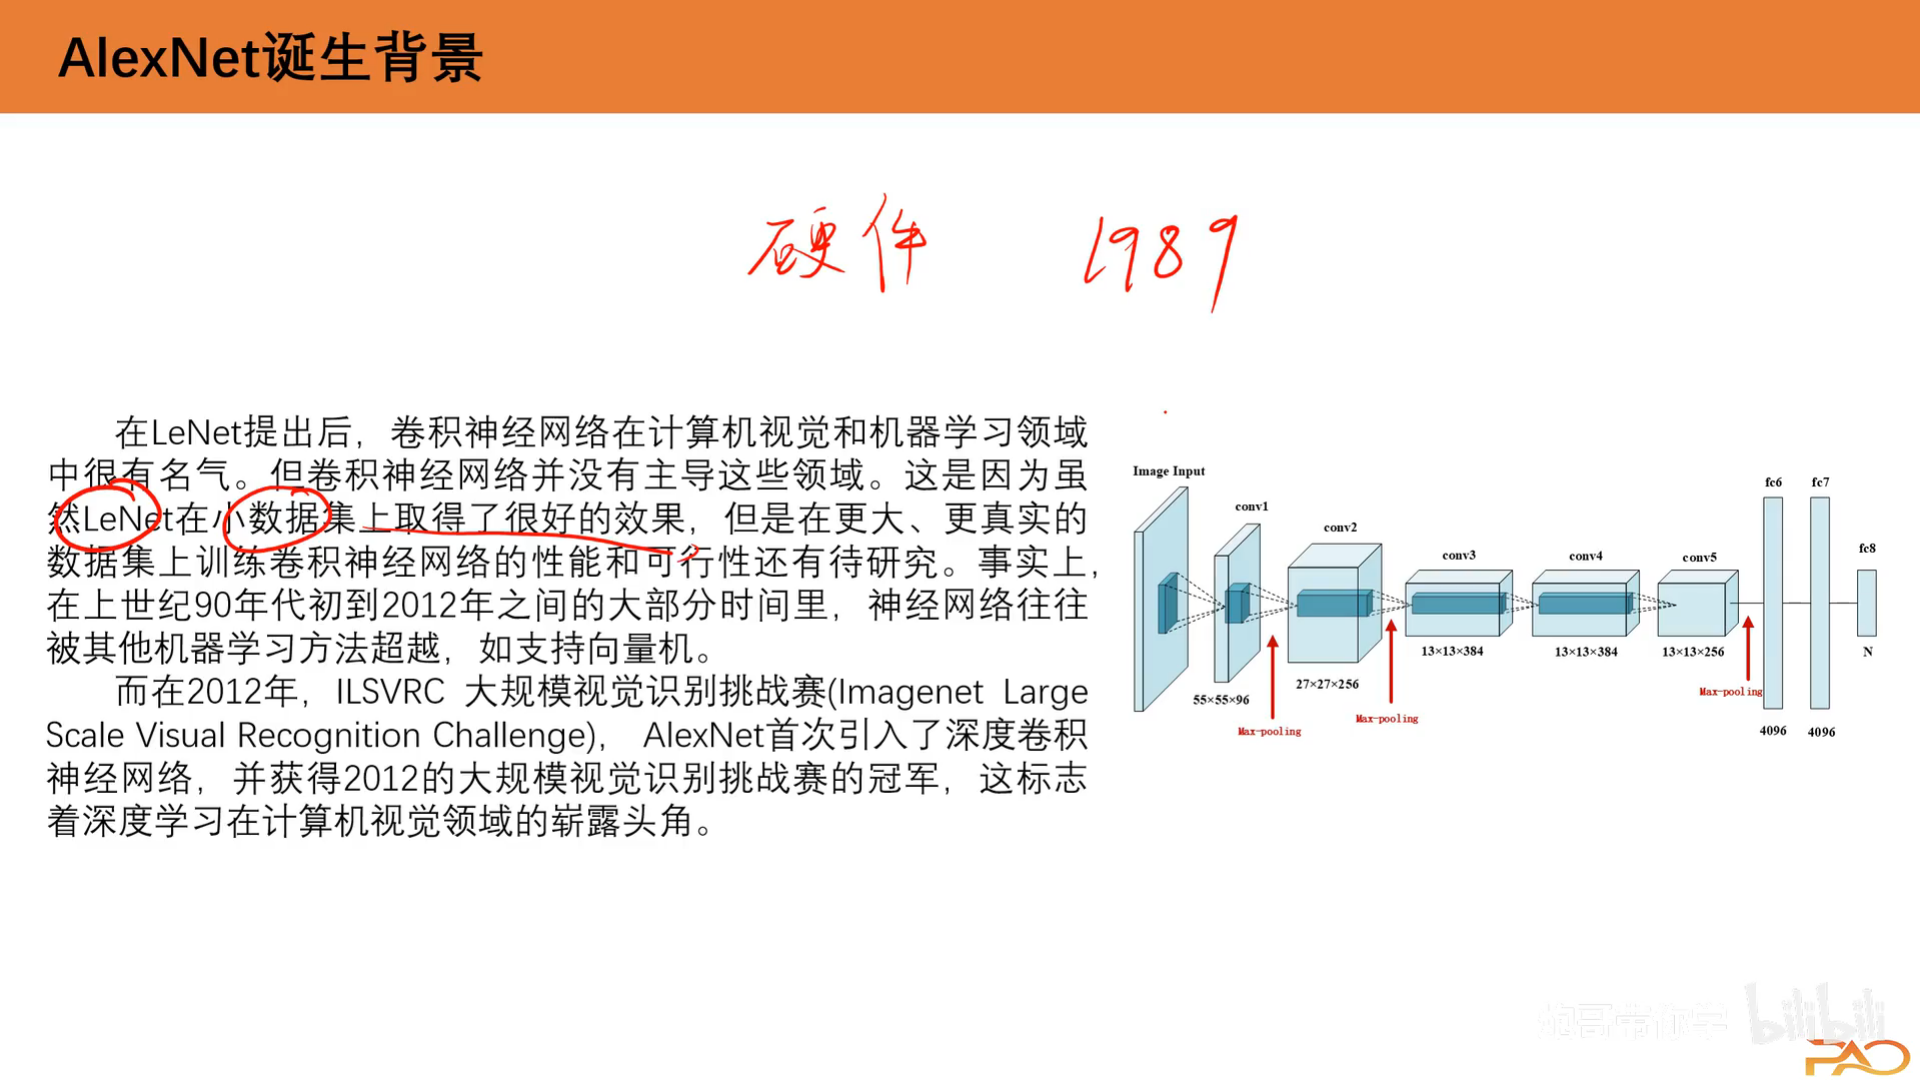 AlexNet诞生背景
硬件 1989
在LeNet提出后，卷积神经网络在计算机视觉和机器学习领域
中很有名气。但卷积神经网络并没有主导这些领域。这是因为虽
然LeNet在小数据集上取得了很好的效果，但是在更大、更真实的
数据集上训练卷积神经网络的性能和可行性还有待研究。事实上，
在上世纪90年代初到2012年之间的大部分时间里，神经网络往往
被其他机器学习方法超越，如支持向量机。
而在2012年，ILSVRC 大规模视觉识别挑战赛(Imagenet Large
Scale Visual Recognition Challenge)， AlexNet首次引入了深度卷积
神经网络，并获得2012的大规模视觉识别挑战赛的冠军，这标志
着深度学习在计算机视觉领域的崭露头角。
Image Input
conv1
conv2
conv3
conv4
conv5
fc6
fc7
fc8
55×55×96
27×27×256
13×13×384
13×13×384
13×13×256
N
Max-pooling
Max-pooling
Max-pooling
4096
4096
炮哥带你学
bilibili
PAO